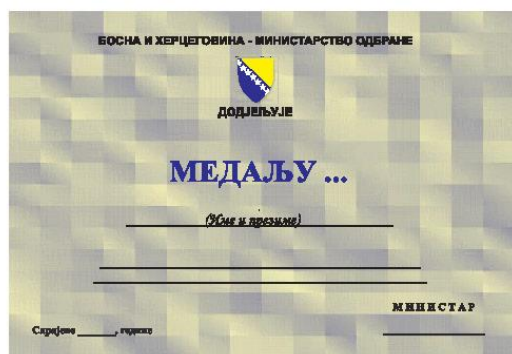 БОСНА И ХЕРЦЕГОВИНА - МИНИСТАРСТВО ОДБРАНЕ
ДОДЈЕЉУЈЕ
МЕДАЉУ ...
(Име и презиме)
МИНИСТАР
Сарајево ______, године